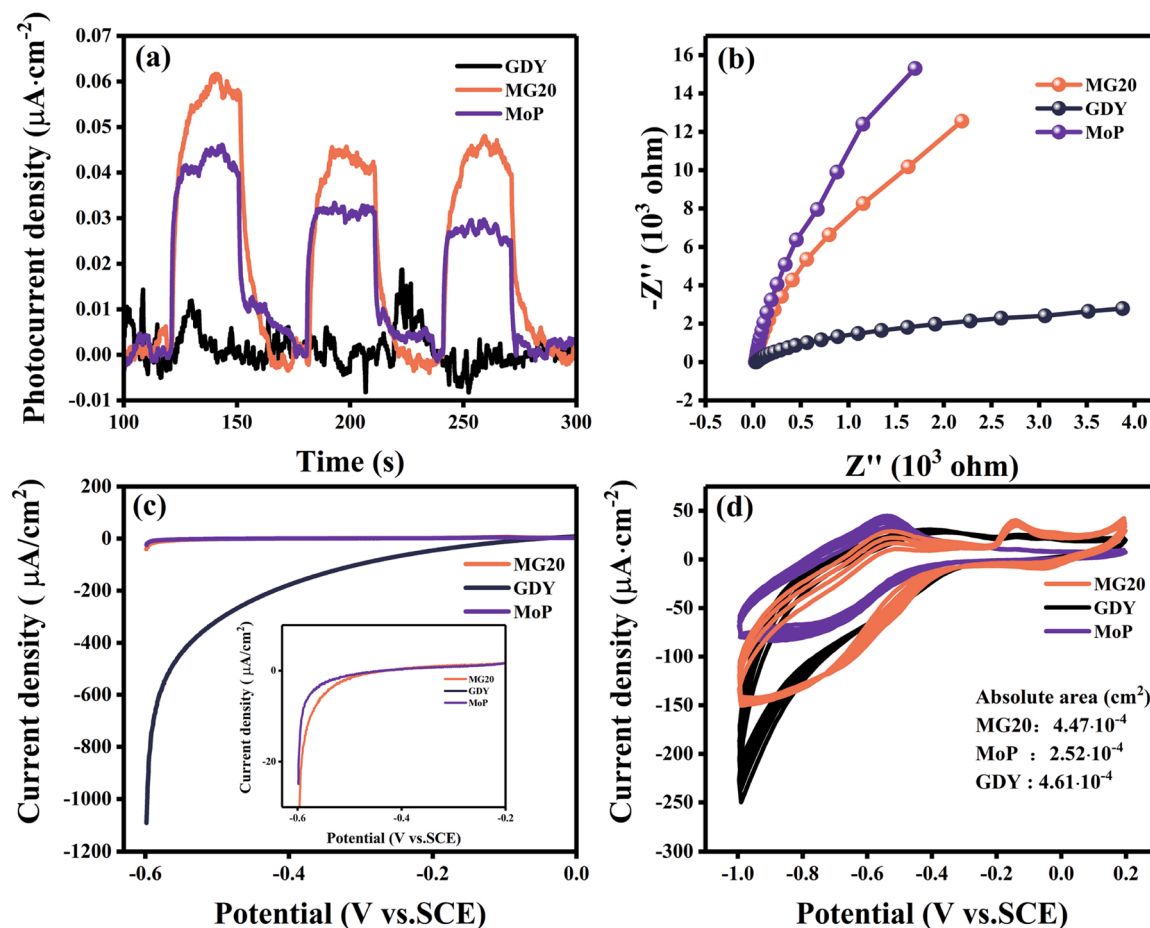 (a)
GDY
MG20
MoP
0.07
0.06
0.05
0.04
0.03
0.02
0.01
0.00
-0.01
100 150 200 250 300
Photocurrent density (μA·cm⁻²)
Time (s)
(b)
MG20
GDY
MoP
16
14
12
10
8
6
4
2
0
-2
-0.5 0.0 0.5 1.0 1.5 2.0 2.5 3.0 3.5 4.0
-Z'' (10³ ohm)
Z'' (10³ ohm)
(c)
MG20
GDY
MoP
200
0
-200
-400
-600
-800
-1000
-1200
-0.6 -0.4 -0.2 0.0
Current density ( μA/cm²)
Potential (V vs.SCE)
MG20
GDY
MoP
0
-20
-0.6 -0.4 -0.2
Current density ( μA/cm²)
Potential (V vs.SCE)
(d)
MG20
GDY
MoP
Absolute area (cm²)
MG20: 4.47·10⁻⁴
MoP : 2.52·10⁻⁴
GDY : 4.61·10⁻⁴
50
0
-50
-100
-150
-200
-250
-300
-1.0 -0.8 -0.6 -0.4 -0.2 0.0 0.2
Current density (μA·cm⁻²)
Potential (V vs.SCE)